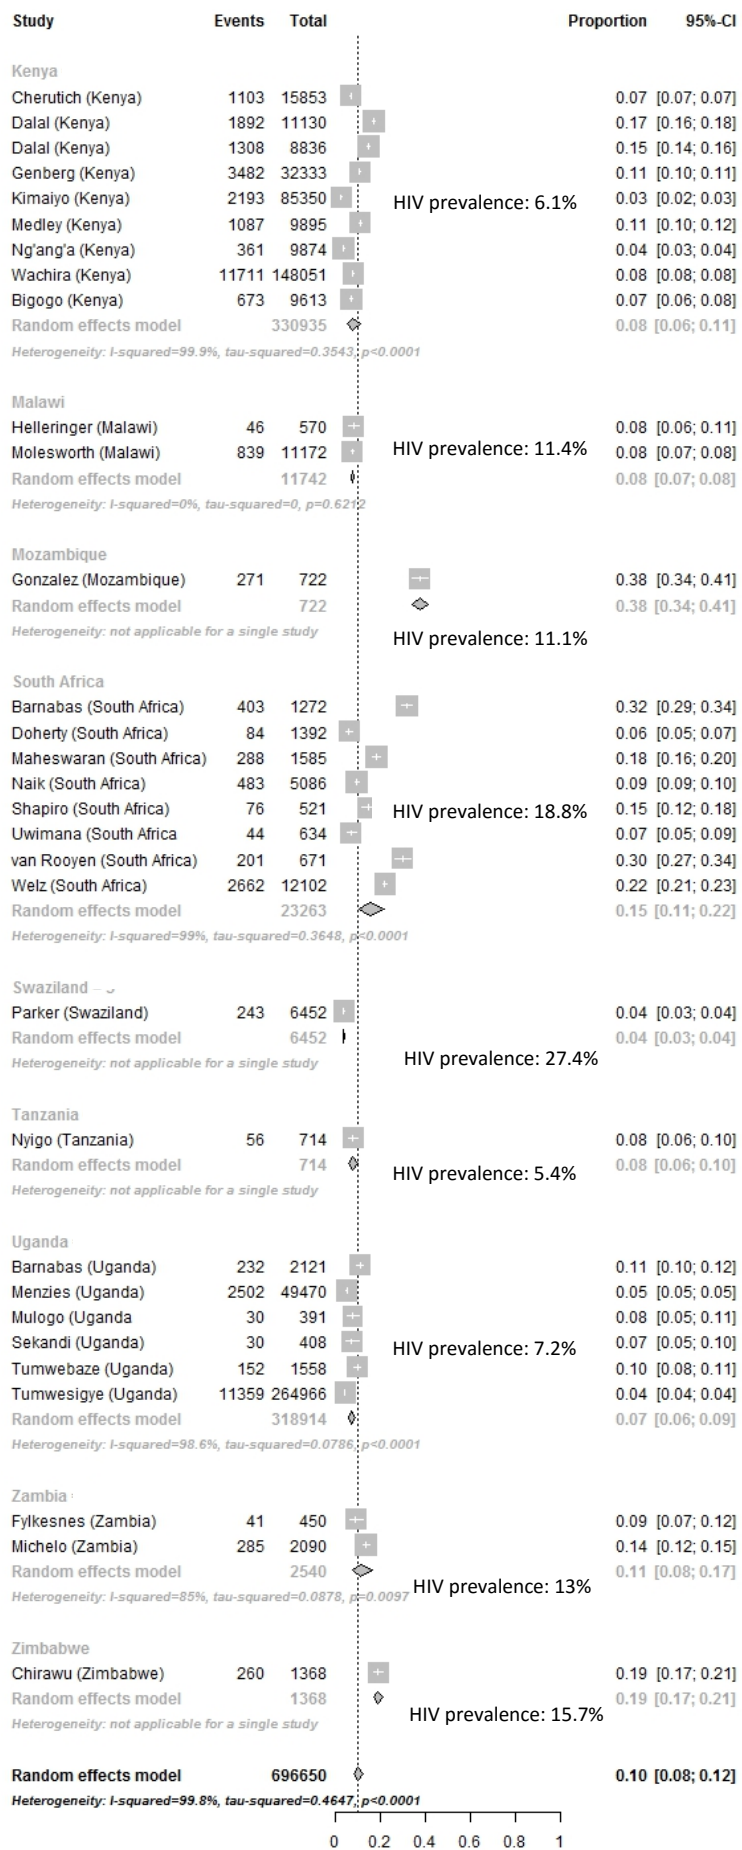 Study Events Total Proportion 95%-CI
Kenya
Cherutich (Kenya) 1103 15853 0.07 [0.07; 0.07]
Dalal (Kenya) 1892 11130 0.17 [0.16; 0.18]
Dalal (Kenya) 1308 8836 0.15 [0.14; 0.16]
Genberg (Kenya) 3482 32333 0.11 [0.10; 0.11]
Kimaiyo (Kenya) 2193 85350 0.03 [0.02; 0.03]
HIV prevalence: 6.1%
Medley (Kenya) 1087 9895 0.11 [0.10; 0.12]
Ng'ang'a (Kenya) 361 9874 0.04 [0.03; 0.04]
Wachira (Kenya) 11711 148051 0.08 [0.08; 0.08]
Bigogo (Kenya) 673 9613 0.07 [0.06; 0.08]
Random effects model 330935 0.08 [0.06; 0.11]
Heterogeneity: I-squared=99.9%, tau-squared=0.3543, p<0.0001
Malawi
Helleringer (Malawi) 46 570 0.08 [0.06; 0.11]
HIV prevalence: 11.4%
Molesworth (Malawi) 839 11172 0.08 [0.07; 0.08]
Random effects model 11742 0.08 [0.07; 0.08]
Heterogeneity: I-squared=0%, tau-squared=0, p=0.6212
Mozambique
Gonzalez (Mozambique) 271 722 0.38 [0.34; 0.41]
Random effects model 722 0.38 [0.34; 0.41]
Heterogeneity: not applicable for a single study
HIV prevalence: 11.1%
South Africa
Barnabas (South Africa) 403 1272 0.32 [0.29; 0.34]
Doherty (South Africa) 84 1392 0.06 [0.05; 0.07]
Maheswaran (South Africa) 288 1585 0.18 [0.16; 0.20]
Naik (South Africa) 483 5086 0.09 [0.09; 0.10]
Shapiro (South Africa) 76 521 0.15 [0.12; 0.18]
HIV prevalence: 18.8%
Uwimana (South Africa 44 634 0.07 [0.05; 0.09]
van Rooyen (South Africa) 201 671 0.30 [0.27; 0.34]
Welz (South Africa) 2662 12102 0.22 [0.21; 0.23]
Random effects model 23263 0.15 [0.11; 0.22]
Heterogeneity: I-squared=99%, tau-squared=0.3648, p<0.0001
Swaziland
Parker (Swaziland) 243 6452 0.04 [0.03; 0.04]
Random effects model 6452 0.04 [0.03; 0.04]
Heterogeneity: not applicable for a single study
HIV prevalence: 27.4%
Tanzania
Nyigo (Tanzania) 56 714 0.08 [0.06; 0.10]
Random effects model 714 0.08 [0.06; 0.10]
HIV prevalence: 5.4%
Heterogeneity: not applicable for a single study
Uganda
Barnabas (Uganda) 232 2121 0.11 [0.10; 0.12]
Menzies (Uganda) 2502 49470 0.05 [0.05; 0.05]
Mulogo (Uganda 30 391 0.08 [0.05; 0.11]
Sekandi (Uganda) 30 408 0.07 [0.05; 0.10]
HIV prevalence: 7.2%
Tumwebaze (Uganda) 152 1558 0.10 [0.08; 0.11]
Tumwesigye (Uganda) 11359 264966 0.04 [0.04; 0.04]
Random effects model 318914 0.07 [0.06; 0.09]
Heterogeneity: I-squared=98.6%, tau-squared=0.0786, p<0.0001
Zambia
Fylkesnes (Zambia) 41 450 0.09 [0.07; 0.12]
Michelo (Zambia) 285 2090 0.14 [0.12; 0.15]
Random effects model 2540 0.11 [0.08; 0.17]
HIV prevalence: 13%
Heterogeneity: I-squared=85%, tau-squared=0.0878, p=0.0097
Zimbabwe
Chirawu (Zimbabwe) 260 1368 0.19 [0.17; 0.21]
Random effects model 1368 0.19 [0.17; 0.21]
HIV prevalence: 15.7%
Heterogeneity: not applicable for a single study
Random effects model 696650 0.10 [0.08; 0.12]
Heterogeneity: I-squared=99.8%, tau-squared=0.4647, p<0.0001
0 0.2 0.4 0.6 0.8 1